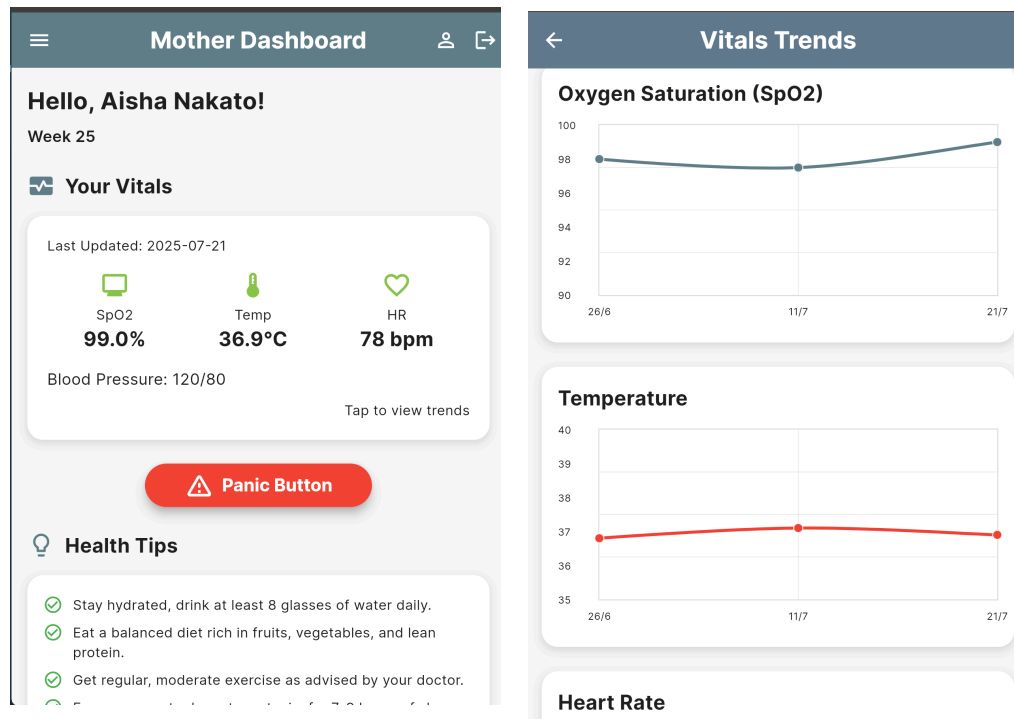 Mother Dashboard
Hello, Aisha Nakato!
Week 25
Your Vitals
Last Updated: 2025-07-21
SpO2
Temp
HR
99.0%
36.9°C
78 bpm
Blood Pressure: 120/80
Tap to view trends
Panic Button
Health Tips
Stay hydrated, drink at least 8 glasses of water daily.
Eat a balanced diet rich in fruits, vegetables, and lean
protein.
Get regular, moderate exercise as advised by your doctor.
Vitals Trends
Oxygen Saturation (SpO2)
100
98
96
94
92
90
26/6
11/7
21/7
Temperature
40
39
38
37
36
35
26/6
11/7
21/7
Heart Rate